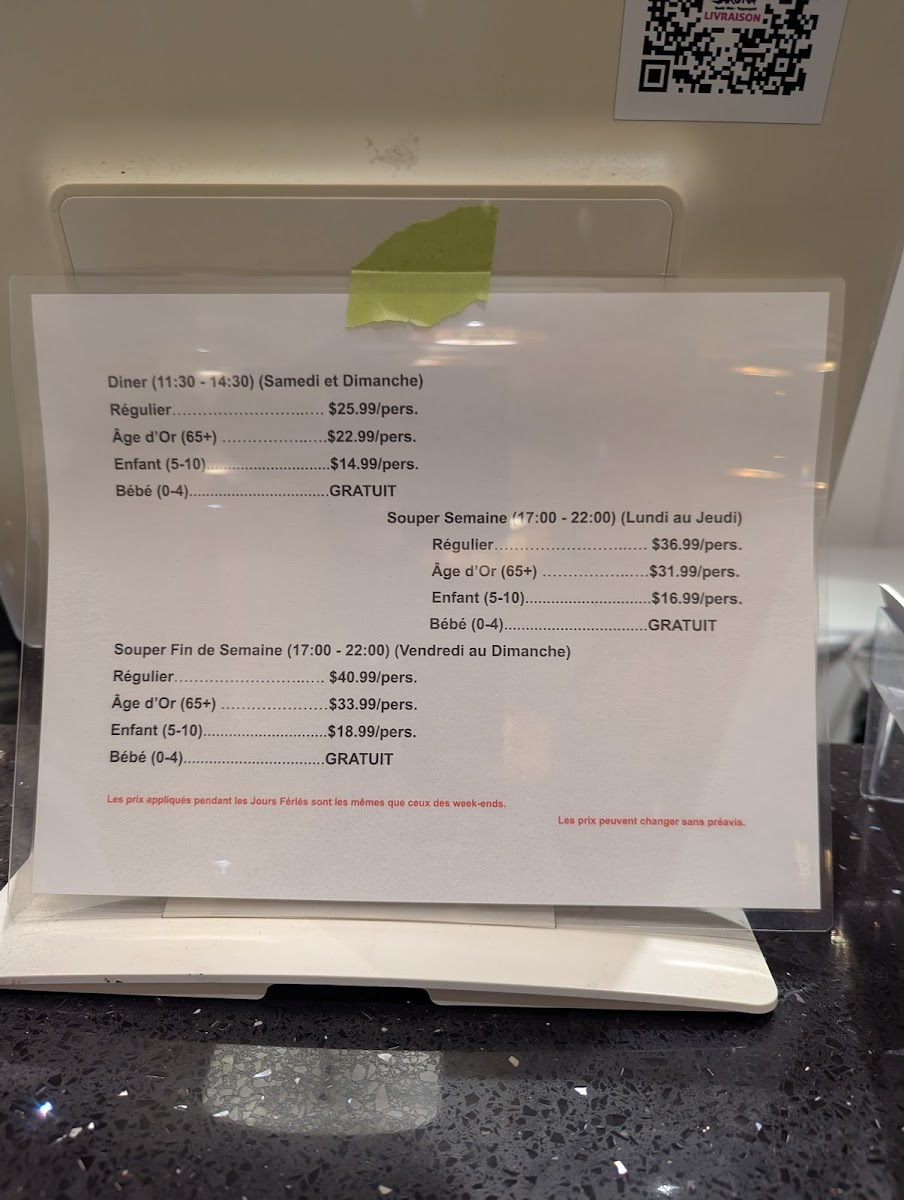 LIVRAISON
Diner (11:30 - 14:30) (Samedi et Dimanche)
Régulier............................. $25.99/pers.
Âge d'Or (65+) .....................$22.99/pers.
Enfant (5-10)..............................$14.99/pers.
Bébé (0-4)..................................GRATUIT
Souper Semaine (17:00 - 22:00) (Lundi au Jeudi)
Régulier............................. $36.99/pers.
Âge d'Or (65+) .....................$31.99/pers.
Enfant (5-10)..............................$16.99/pers.
Bébé (0-4)..................................GRATUIT
Souper Fin de Semaine (17:00 - 22:00) (Vendredi au Dimanche)
Régulier............................. $40.99/pers.
Âge d'Or (65+) .....................$33.99/pers.
Enfant (5-10)..............................$18.99/pers.
Bébé (0-4)..................................GRATUIT
Les prix appliqués pendant les Jours Fériés sont les mêmes que ceux des week-ends.
Les prix peuvent changer sans préavis.